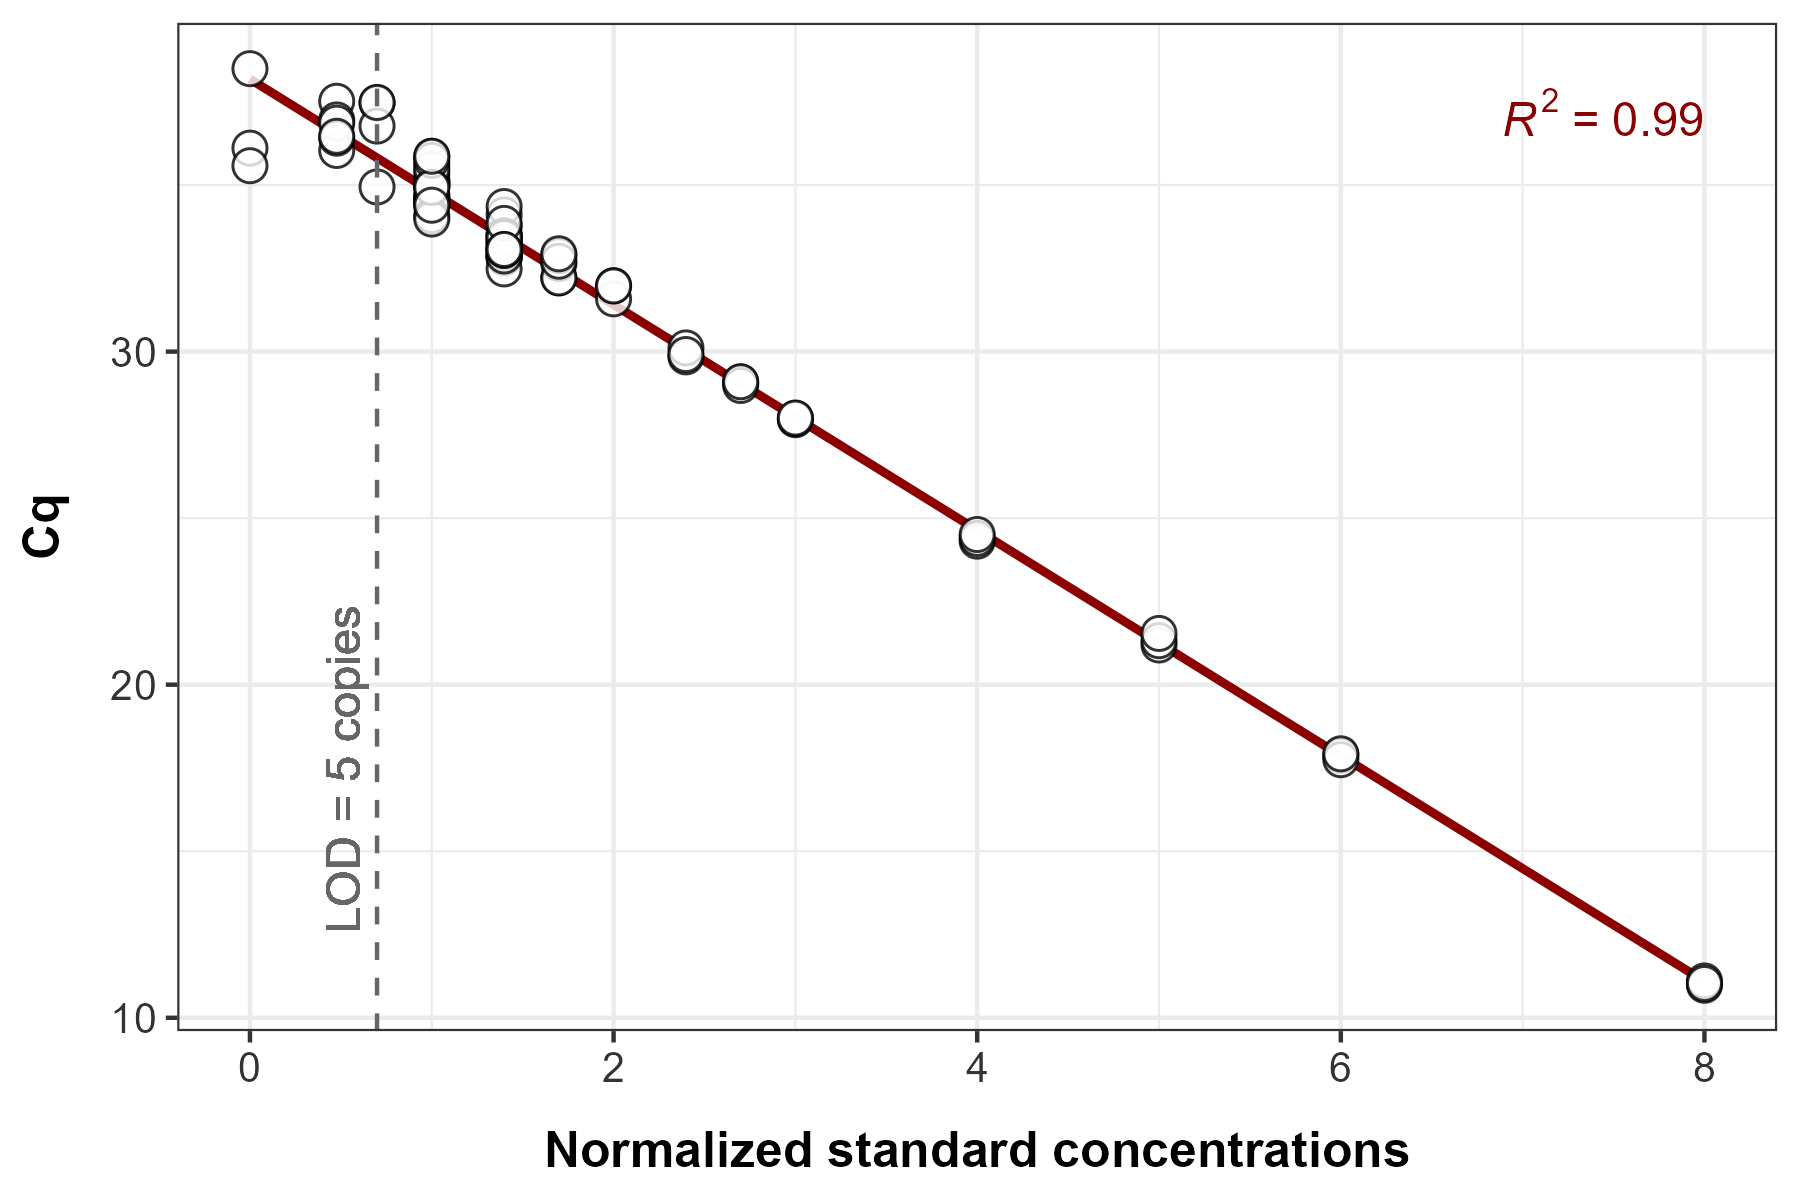 R² = 0.99
Cq
30
20
10
LOD = 5 copies
0 2 4 6 8
Normalized standard concentrations